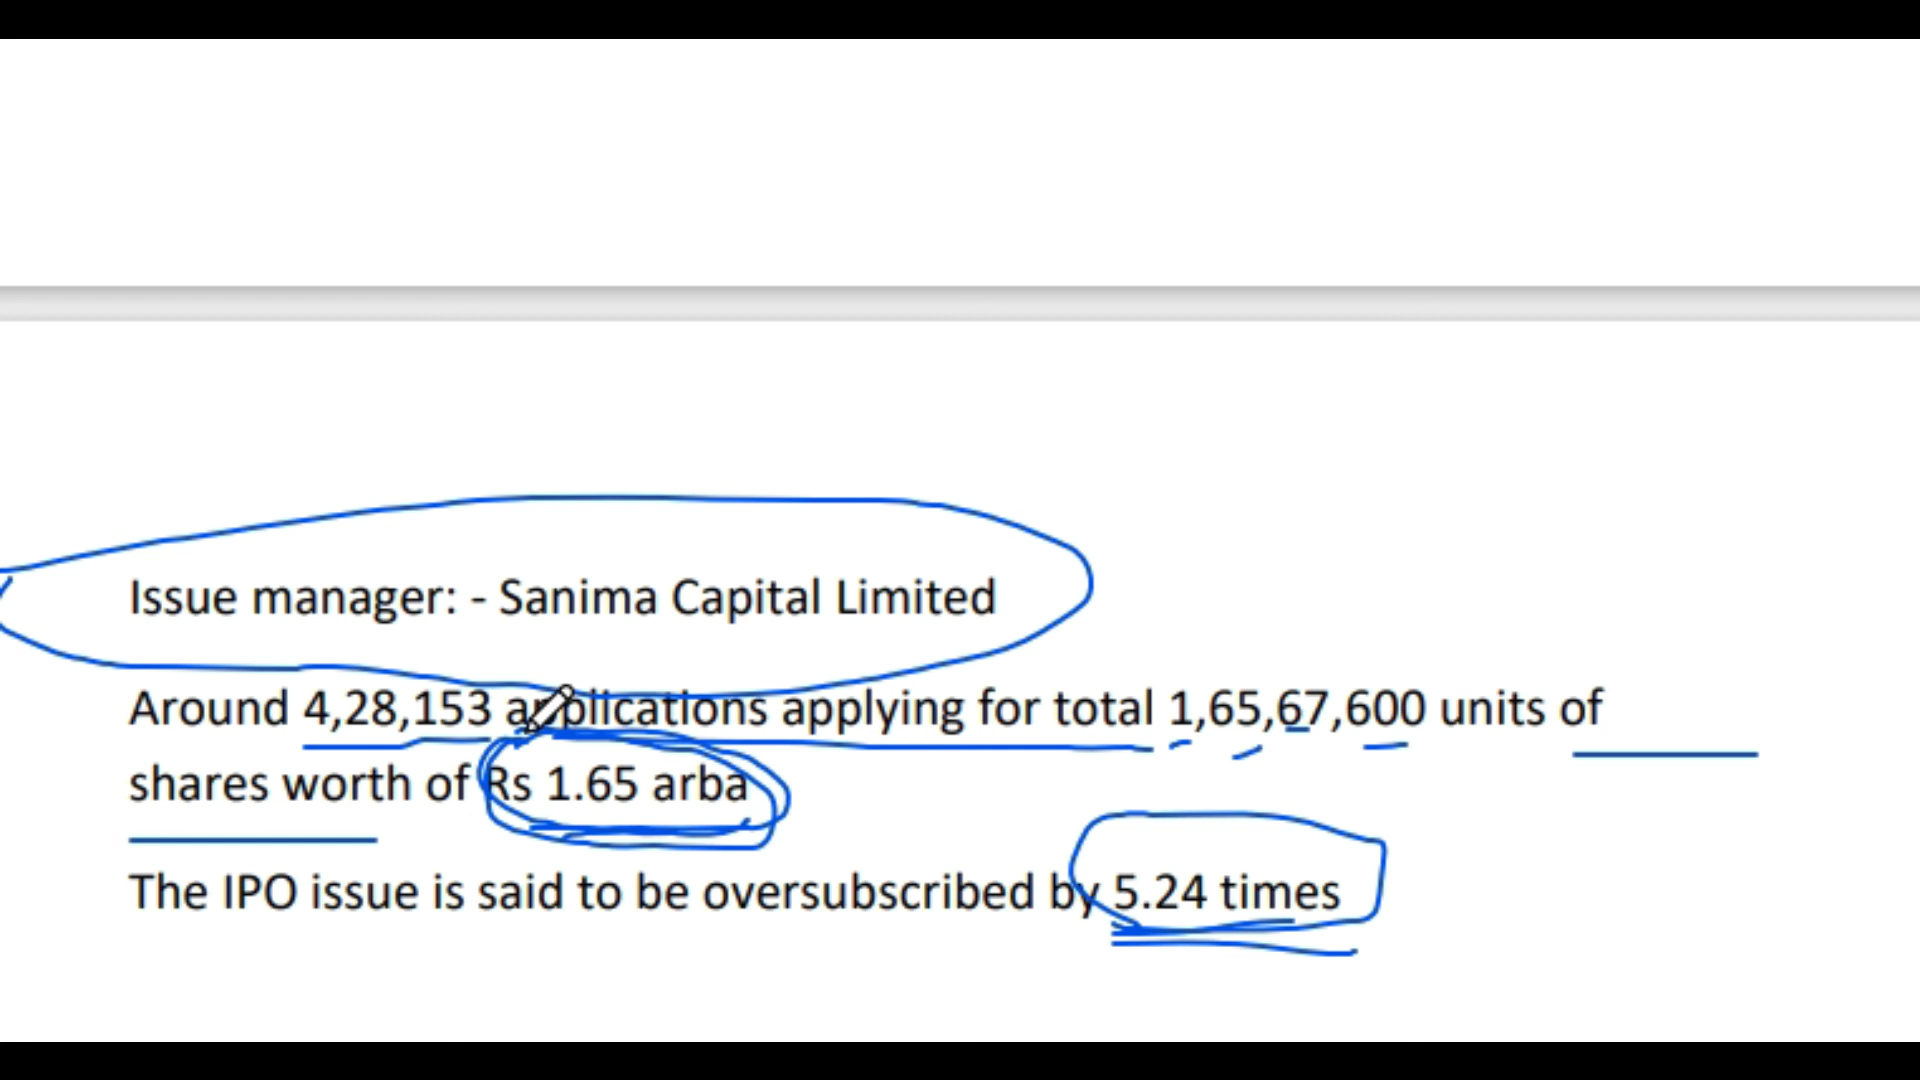 Issue manager: - Sanima Capital Limited
Around 4,28,153 applications applying for total 1,65,67,600 units of
shares worth of Rs 1.65 arba
The IPO issue is said to be oversubscribed by 5.24 times